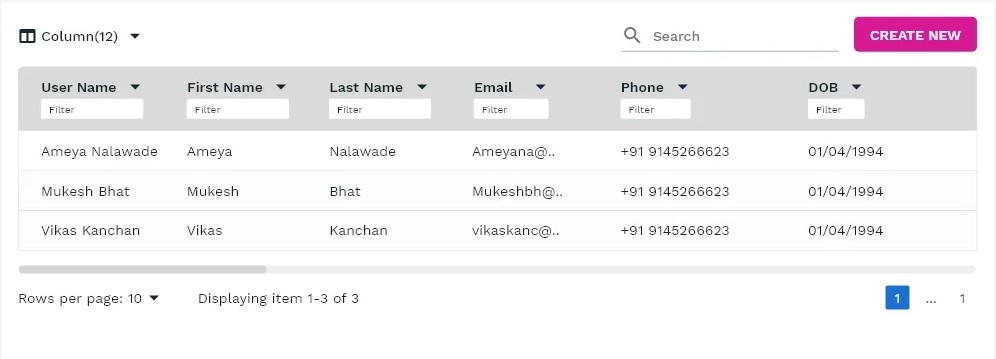 Column(12) Search CREATE NEW
User Name First Name Last Name Email Phone DOB
Filter Filter Filter Filter Filter Filter
Ameya Nalawade Ameya Nalawade Ameyana@.. +91 9145266623 01/04/1994
Mukesh Bhat Mukesh Bhat Mukeshbh@.. +91 9145266623 01/04/1994
Vikas Kanchan Vikas Kanchan vikaskanc@.. +91 9145266623 01/04/1994
Rows per page: 10 Displaying item 1-3 of 3 1 ... 1